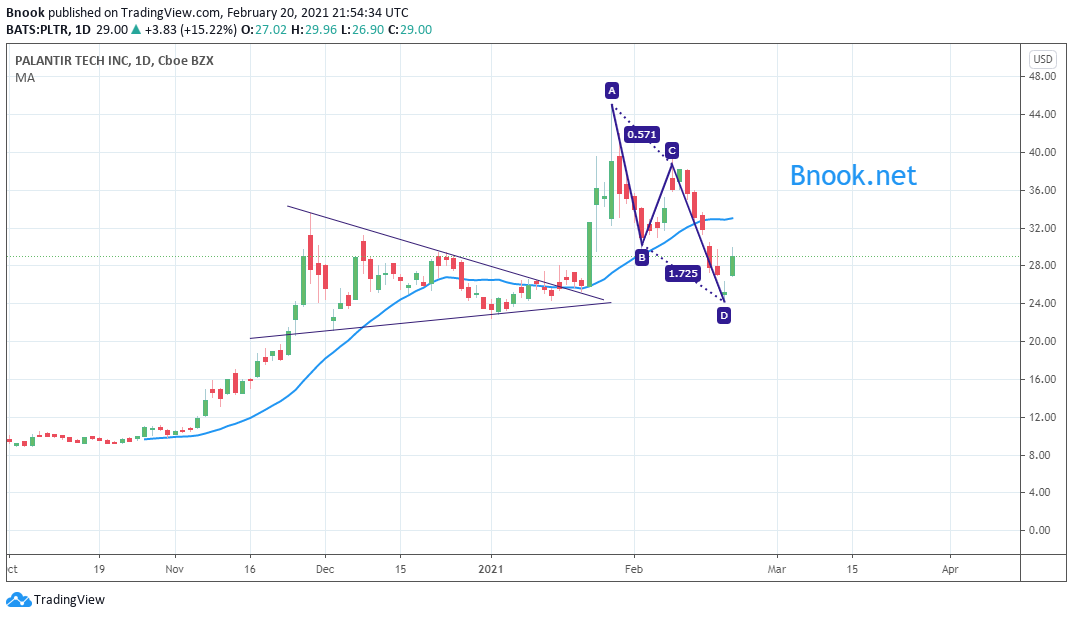 Bnook published on TradingView.com, February 20, 2021 21:54:34 UTC
BATS:PLTR, 1D 29.00 ▲ +3.83 (+15.22%) O:27.02 H:29.96 L:26.90 C:29.00
PALANTIR TECH INC, 1D, Cboe BZX
MA
USD
48.00
A
44.00
0.571
C
40.00
Bnook.net
36.00
32.00
B
1.725
28.00
24.00
D
20.00
16.00
12.00
8.00
4.00
0.00
ct 19 Nov 16 Dec 15 2021 Feb Mar 15 Apr
TradingView